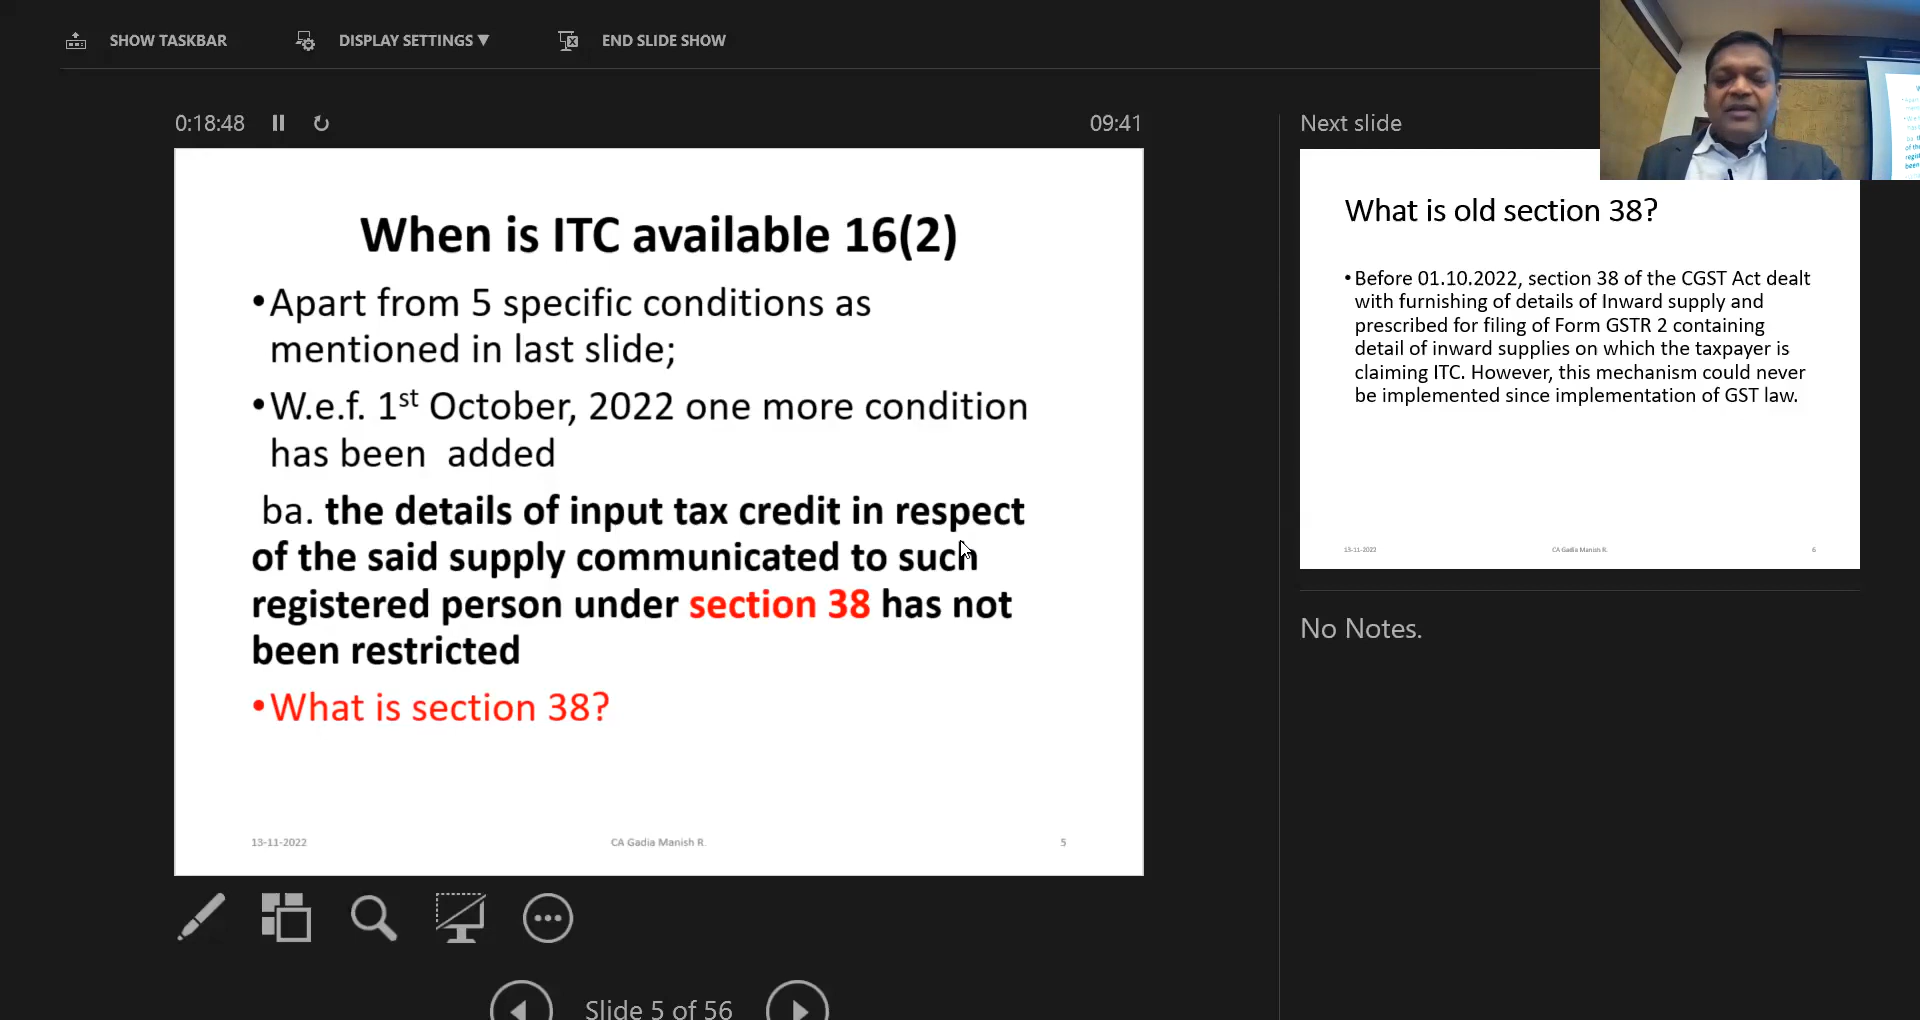 SHOW TASKBAR DISPLAY SETTINGS ▼ END SLIDE SHOW
0:18:48 09:41
When is ITC available 16(2)
•Apart from 5 specific conditions as
mentioned in last slide;
•W.e.f. 1st October, 2022 one more condition
has been added
ba. the details of input tax credit in respect
of the said supply communicated to such
registered person under section 38 has not
been restricted
•What is section 38?
13-11-2022 CA Gadia Manish R. 5
Slide 5 of 56
Next slide
What is old section 38?
•Before 01.10.2022, section 38 of the CGST Act dealt
with furnishing of details of Inward supply and
prescribed for filing of Form GSTR 2 containing
detail of inward supplies on which the taxpayer is
claiming ITC. However, this mechanism could never
be implemented since implementation of GST law.
13-11-2022 CA Gadia Manish R. 6
No Notes.